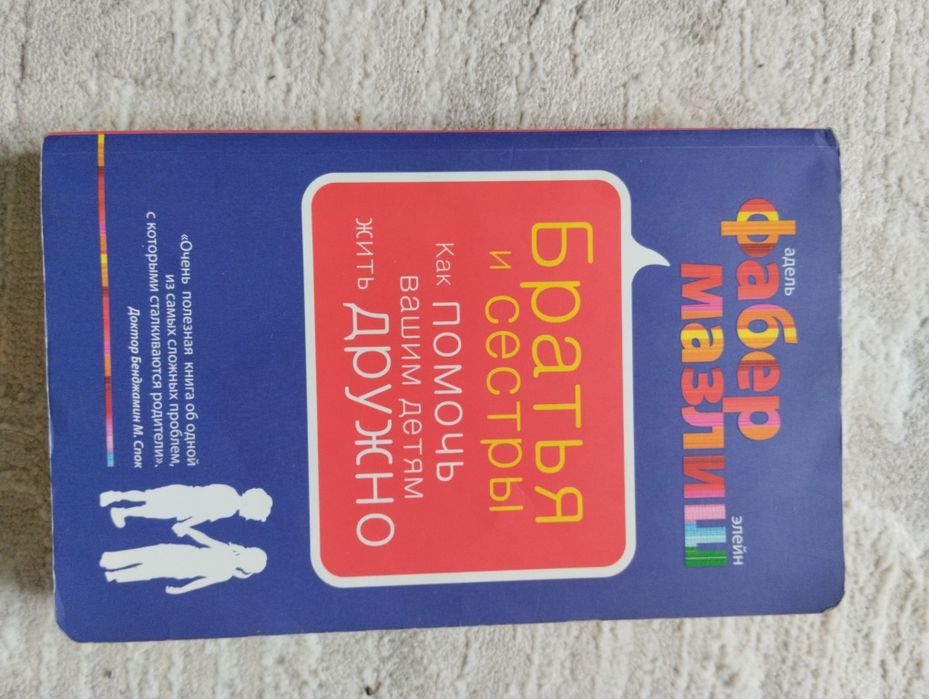 адель
Фабер
мазлиш
элейн
Братья
и сестры
Как помочь
вашим детям
жить дружно
«Очень полезная книга об одной
из самых сложных проблем,
с которыми сталкиваются родители».
Доктор Бенджамин М. Спок